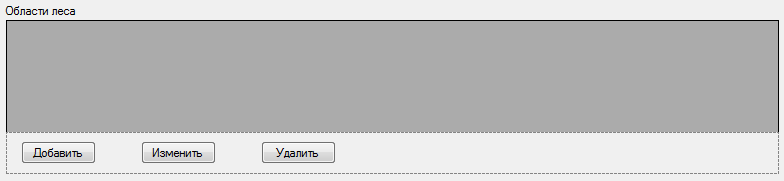 Области леса
Добавить Изменить Удалить